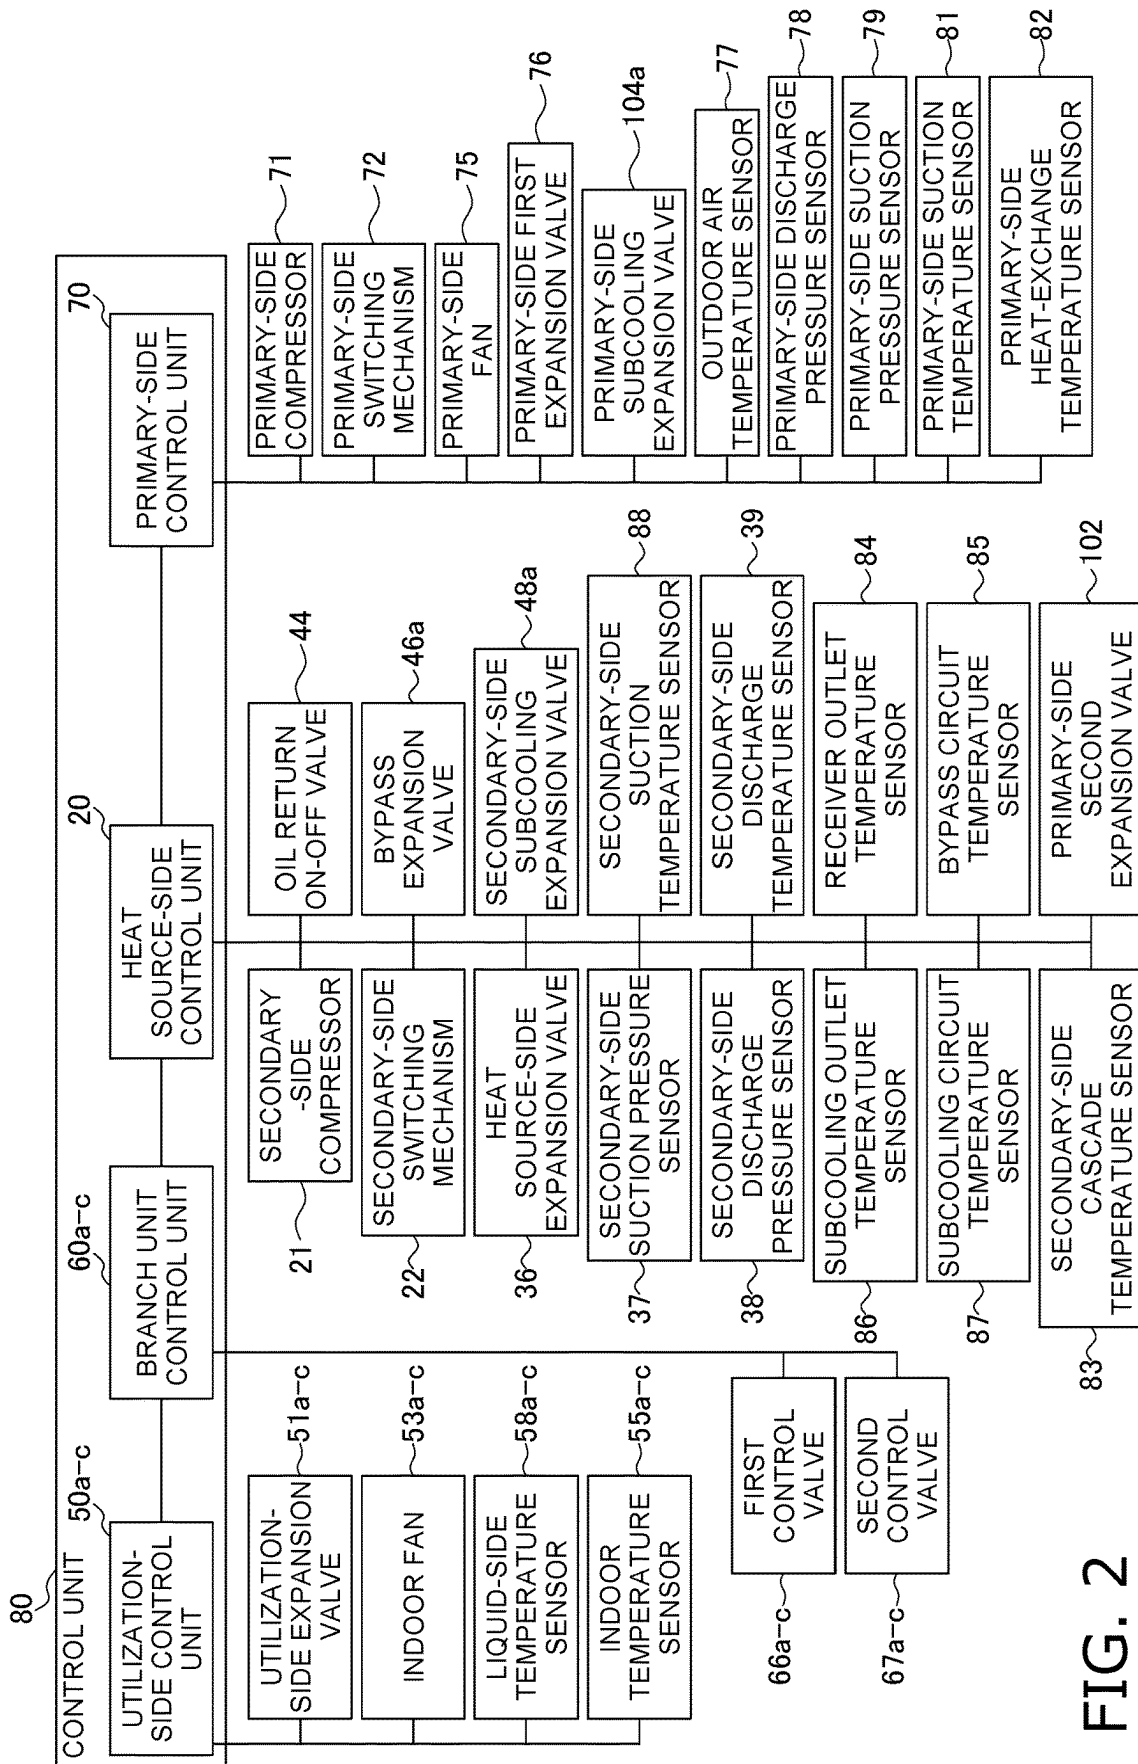 80
CONTROL UNIT
50a-c
UTILIZATION-
SIDE CONTROL
UNIT
60a-c
BRANCH UNIT
CONTROL UNIT
20
HEAT
SOURCE-SIDE
CONTROL UNIT
70
PRIMARY-SIDE
CONTROL UNIT
UTILIZATION-
SIDE EXPANSION
VALVE
51a-c
INDOOR FAN
53a-c
LIQUID-SIDE
TEMPERATURE
SENSOR
58a-c
INDOOR
TEMPERATURE
SENSOR
55a-c
FIRST
CONTROL
VALVE
66a-c
SECOND
CONTROL
VALVE
67a-c
SECONDARY
-SIDE
COMPRESSOR
21
SECONDARY-SIDE
SWITCHING
MECHANISM
22
HEAT
SOURCE-SIDE
EXPANSION VALVE
36
SECONDARY-SIDE
SUCTION PRESSURE
SENSOR
37
SECONDARY-SIDE
DISCHARGE
PRESSURE SENSOR
38
SUBCOOLING OUTLET
TEMPERATURE
SENSOR
86
SUBCOOLING CIRCUIT
TEMPERATURE
SENSOR
87
SECONDARY-SIDE
CASCADE
TEMPERATURE SENSOR
83
OIL RETURN
ON-OFF VALVE
44
BYPASS
EXPANSION
VALVE
46a
SECONDARY-SIDE
SUBCOOLING
EXPANSION VALVE
48a
SECONDARY-SIDE
SUCTION
TEMPERATURE SENSOR
88
SECONDARY-SIDE
DISCHARGE
TEMPERATURE SENSOR
39
RECEIVER OUTLET
TEMPERATURE
SENSOR
84
BYPASS CIRCUIT
TEMPERATURE
SENSOR
85
PRIMARY-SIDE
SECOND
EXPANSION VALVE
102
PRIMARY-SIDE
COMPRESSOR
71
PRIMARY-SIDE
SWITCHING
MECHANISM
72
PRIMARY-SIDE
FAN
75
PRIMARY-SIDE FIRST
EXPANSION VALVE
76
PRIMARY-SIDE
SUBCOOLING
EXPANSION VALVE
104a
OUTDOOR AIR
TEMPERATURE SENSOR
77
PRIMARY-SIDE DISCHARGE
PRESSURE SENSOR
78
PRIMARY-SIDE SUCTION
PRESSURE SENSOR
79
PRIMARY-SIDE SUCTION
TEMPERATURE SENSOR
81
PRIMARY-SIDE
HEAT-EXCHANGE
TEMPERATURE SENSOR
82
FIG. 2